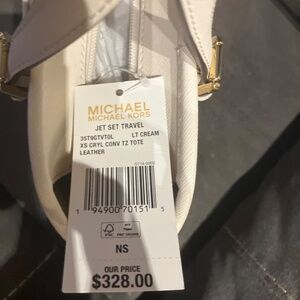 MICHAEL
MICHAEL KORS
JET SET TRAVEL
35T9GTVT0L LT CREAM
XS CRYL CONV TZ TOTE
LEATHER
1 94900 70151 5
FSC
NS
OUR PRICE
$328.00